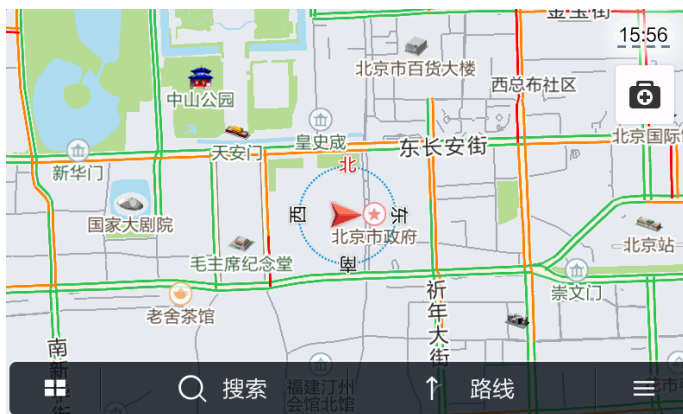 金宝街
15:56
北京市百货大楼
西总布社区
中山公园
皇史宬
天安门
东长安街
北京国际
新华门
北
西
东
国家大剧院
北京市政府
北京站
毛主席纪念堂
南
崇文门
祈年大街
老舍茶馆
南新
搜索
路线
福建汀州
会馆北馆